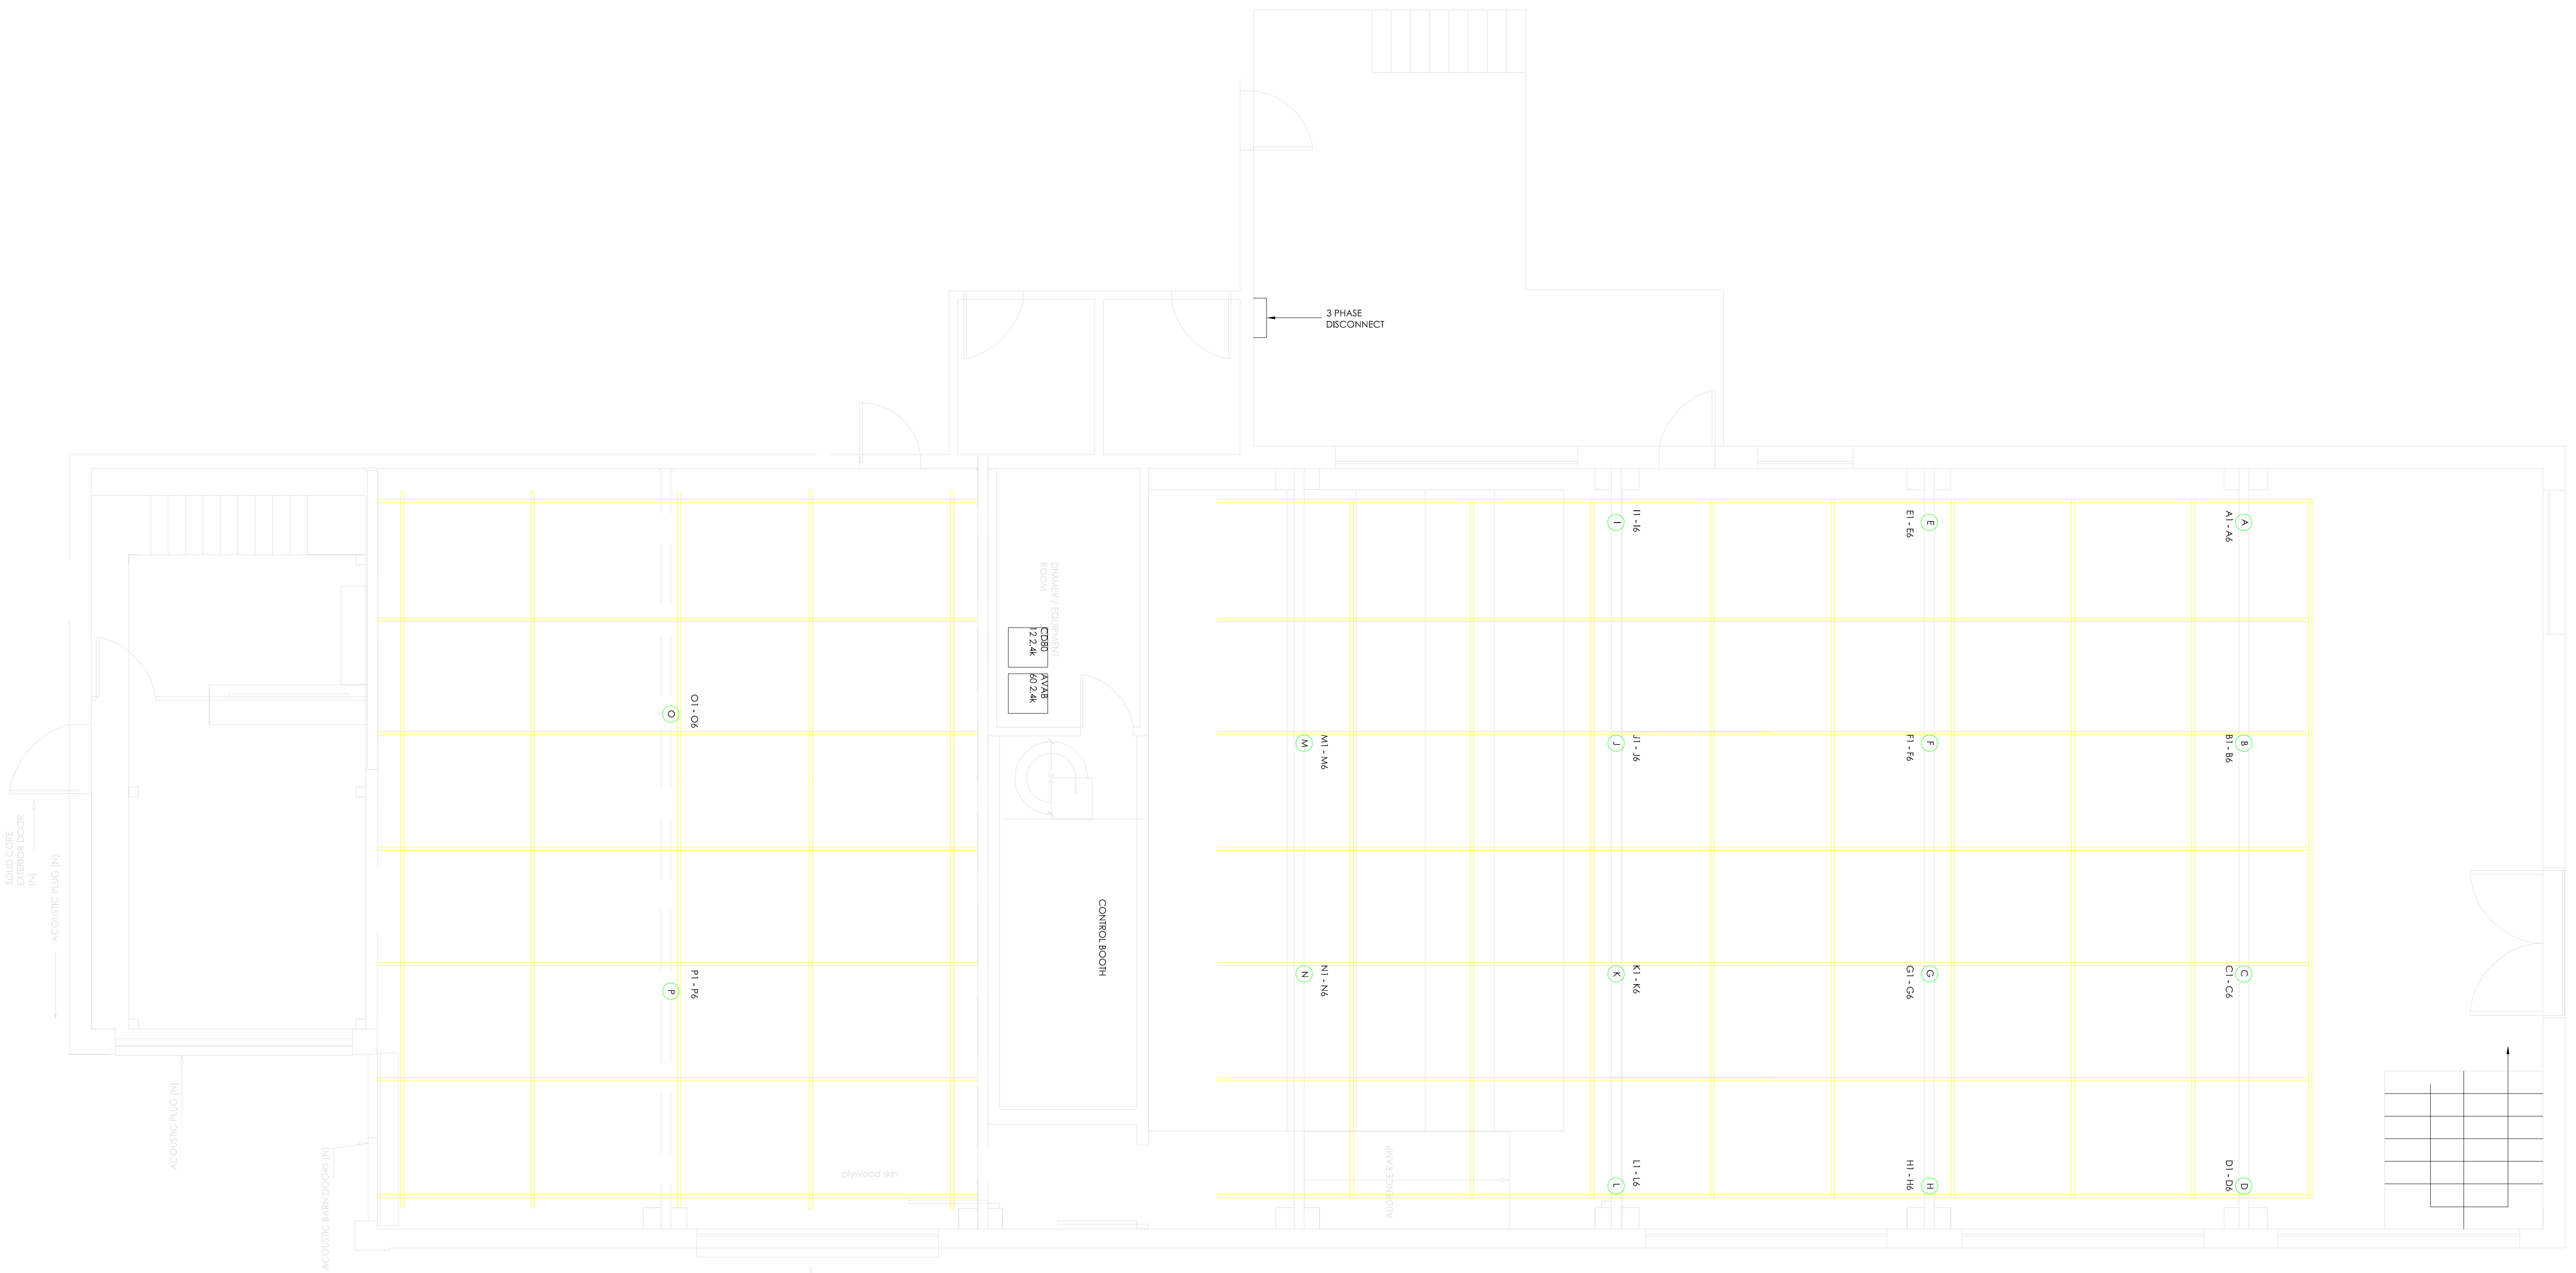 3 PHASE
DISCONNECT
I
I1 - I6
E1 - E6
E
A1 - A6
A
DIMMER / EQUIPMENT
ROOM
CD80
12 2.4k
AVAB
60 2.4k
O
O1 - O6
M
M1 - M6
J
J1 - J6
F1 - F6
F
B1 - B6
B
SOLID CORE
EXTERIOR DOOR
[N]
ACOUSTIC PLUG [N]
CONTROL BOOTH
P
P1 - P6
N
N1 - N6
K
K1 - K6
G1 - G6
G
C1 - C6
C
ACOUSTIC PLUG [N]
ACOUSTIC BARN DOORS [N]
plywood skin
AUDIENCE RAMP
L
L1 - L6
H1 - H6
H
D1 - D6
D